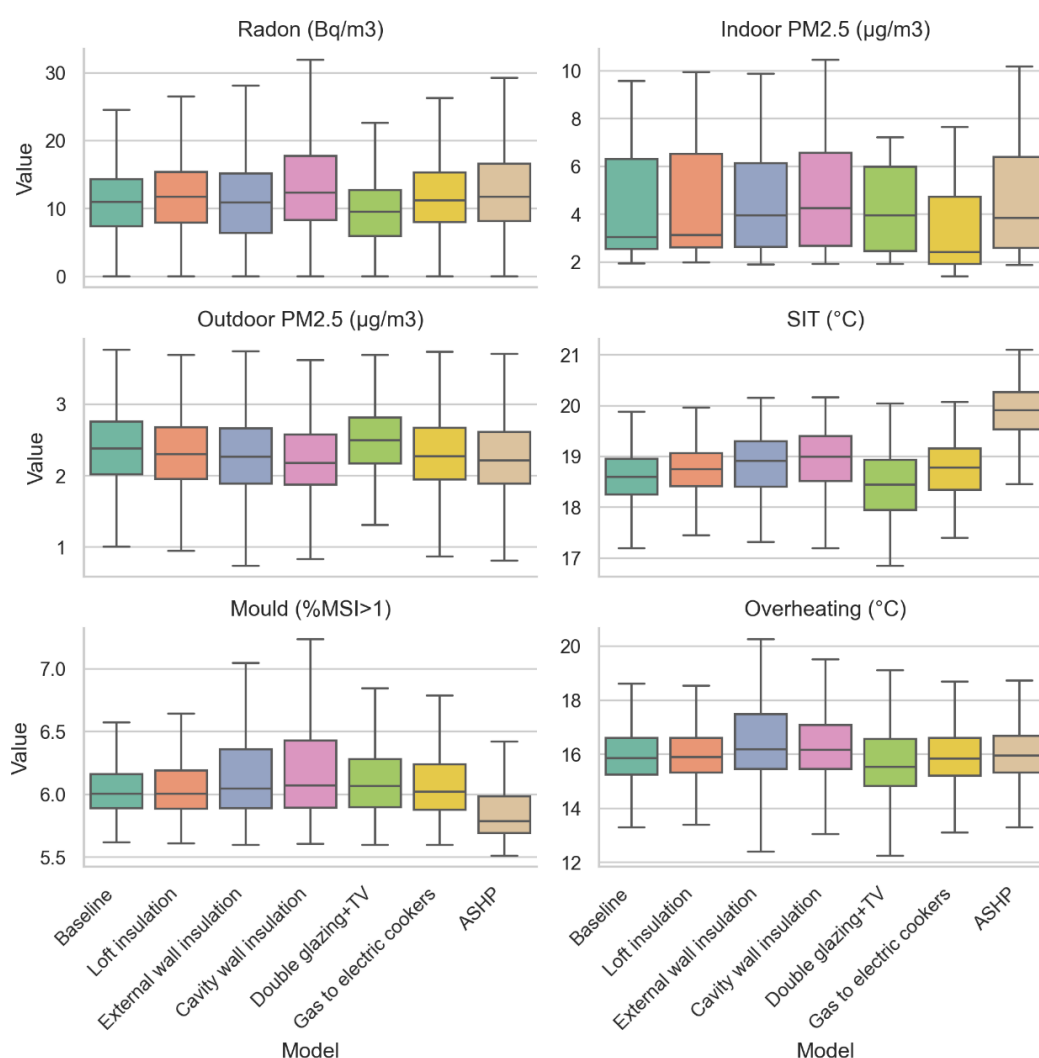 Radon (Bq/m3)
Indoor PM2.5 (µg/m3)
30
20
10
0
Value
10
8
6
4
2
Outdoor PM2.5 (µg/m3)
SIT (°C)
3
2
1
Value
21
20
19
18
17
Mould (%MSI>1)
Overheating (°C)
7.0
6.5
6.0
5.5
Value
20
18
16
14
12
Baseline
Loft insulation
External wall insulation
Cavity wall insulation
Double glazing+TV
Gas to electric cookers
ASHP
Model
Baseline
Loft insulation
External wall insulation
Cavity wall insulation
Double glazing+TV
Gas to electric cookers
ASHP
Model